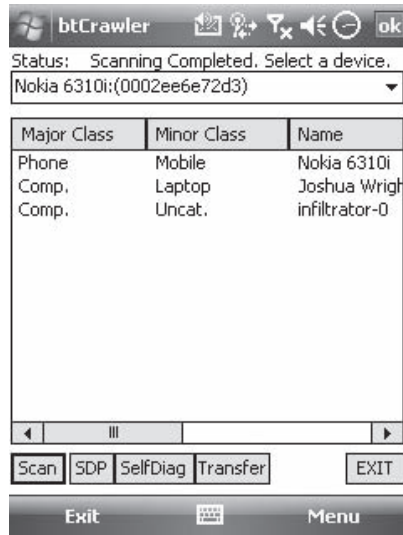 btCrawler ok
Status: Scanning Completed. Select a device.
Nokia 6310i:(0002ee6e72d3)
Major Class Minor Class Name
Phone Mobile Nokia 6310i
Comp. Laptop Joshua Wrigh
Comp. Uncat. infiltrator-0
Scan SDP SelfDiag Transfer EXIT
Exit Menu